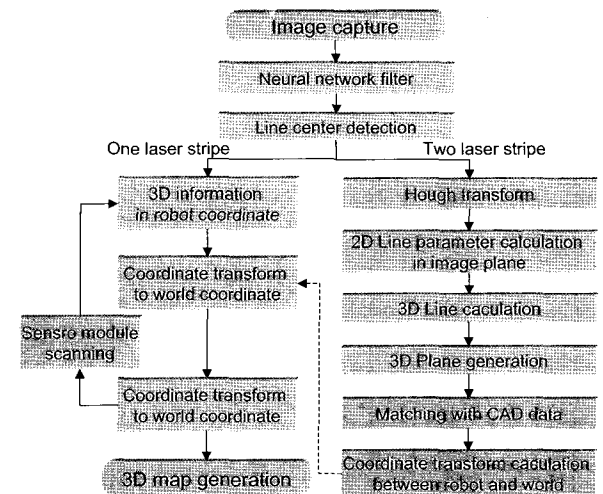 Image capture
Neural network filter
Line center detection
One laser stripe
Two laser stripe
3D information
in robot coordinate
Coordinate transform
to world coordinate
Sensro module
scanning
Coordinate transform
to world coordinate
3D map generation
Hough transform
2D Line parameter calculation
in image plane
3D Line caculation
3D Plane generation
Matching with CAD data
Coordinate transform caculation
between robot and world